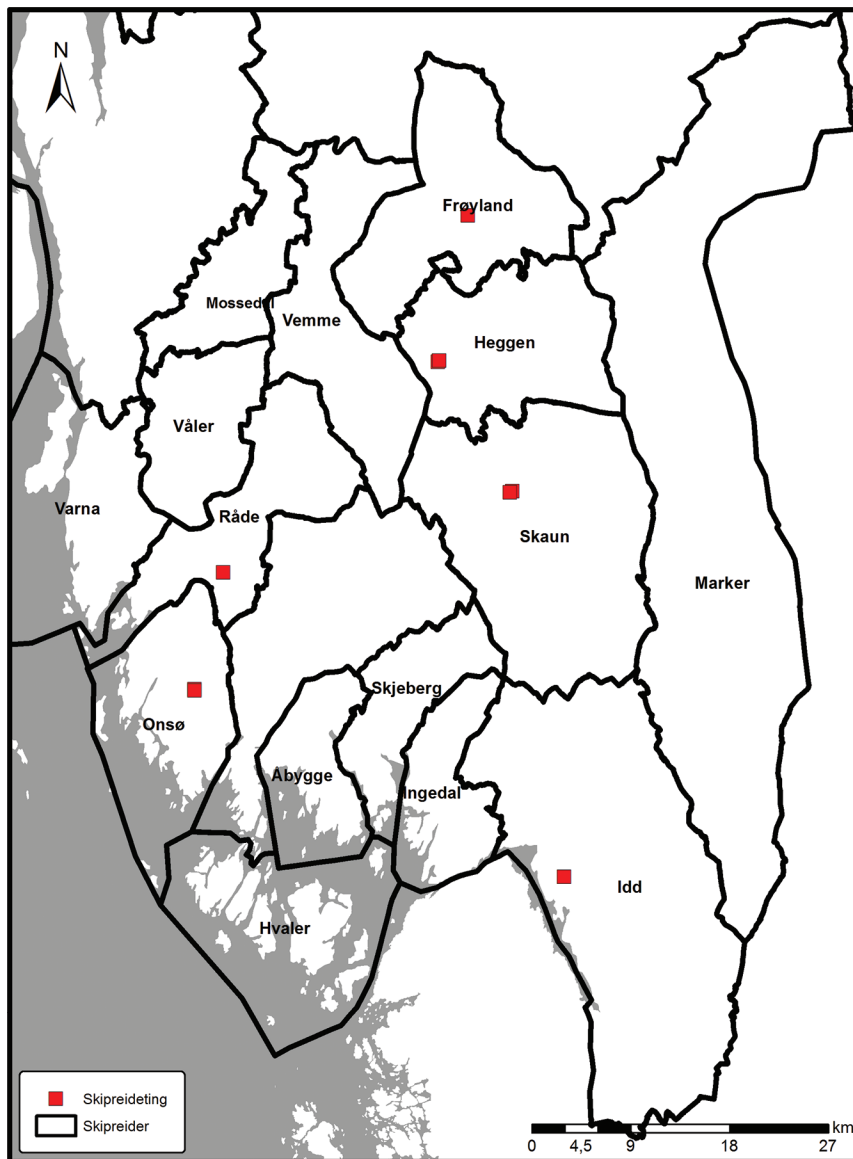 N
Frøyland
Mossedal
Vemme
Heggen
Våler
Varna
Råde
Skaun
Marker
Skjeberg
Onsø
Abygge
Ingedal
Idd
Hvaler
Skipreideting
Skipreider
km
0 4,5 9 18 27